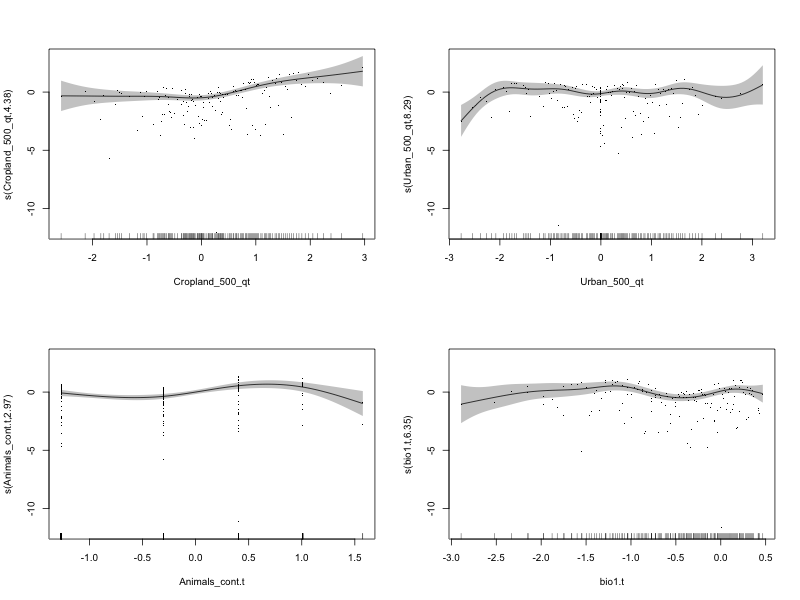 s(Cropland_500_qt,4.38)
0
-5
-10
-2 -1 0 1 2 3
Cropland_500_qt
s(Urban_500_qt,8.29)
0
-5
-10
-3 -2 -1 0 1 2 3
Urban_500_qt
s(Animals_cont.t,2.97)
0
-5
-10
-1.0 -0.5 0.0 0.5 1.0 1.5
Animals_cont.t
s(bio1.t,6.35)
0
-5
-10
-3.0 -2.5 -2.0 -1.5 -1.0 -0.5 0.0 0.5
bio1.t